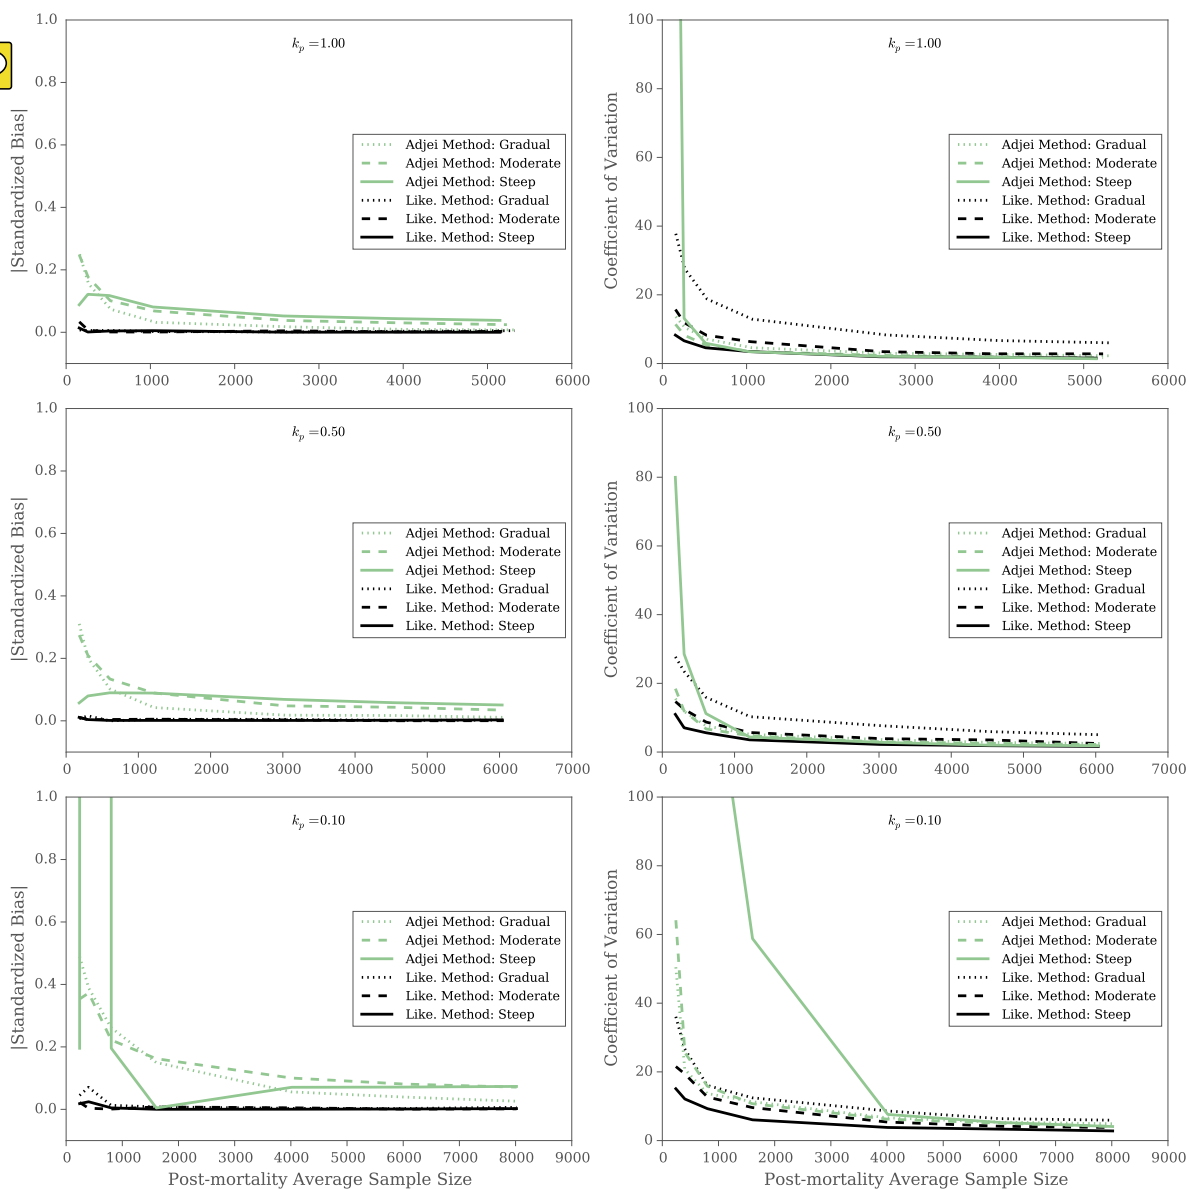 k_p =1.00
1.0
0.8
0.6
0.4
0.2
0.0
|Standardized Bias|
Adjei Method: Gradual
Adjei Method: Moderate
Adjei Method: Steep
Like. Method: Gradual
Like. Method: Moderate
Like. Method: Steep
0 1000 2000 3000 4000 5000 6000
k_p =1.00
100
80
60
40
20
0
Coefficient of Variation
Adjei Method: Gradual
Adjei Method: Moderate
Adjei Method: Steep
Like. Method: Gradual
Like. Method: Moderate
Like. Method: Steep
0 1000 2000 3000 4000 5000 6000
k_p =0.50
1.0
0.8
0.6
0.4
0.2
0.0
|Standardized Bias|
Adjei Method: Gradual
Adjei Method: Moderate
Adjei Method: Steep
Like. Method: Gradual
Like. Method: Moderate
Like. Method: Steep
0 1000 2000 3000 4000 5000 6000 7000
k_p =0.50
100
80
60
40
20
0
Coefficient of Variation
Adjei Method: Gradual
Adjei Method: Moderate
Adjei Method: Steep
Like. Method: Gradual
Like. Method: Moderate
Like. Method: Steep
0 1000 2000 3000 4000 5000 6000 7000
k_p =0.10
1.0
0.8
0.6
0.4
0.2
0.0
|Standardized Bias|
Adjei Method: Gradual
Adjei Method: Moderate
Adjei Method: Steep
Like. Method: Gradual
Like. Method: Moderate
Like. Method: Steep
0 1000 2000 3000 4000 5000 6000 7000 8000 9000
Post-mortality Average Sample Size
k_p =0.10
100
80
60
40
20
0
Coefficient of Variation
Adjei Method: Gradual
Adjei Method: Moderate
Adjei Method: Steep
Like. Method: Gradual
Like. Method: Moderate
Like. Method: Steep
0 1000 2000 3000 4000 5000 6000 7000 8000 9000
Post-mortality Average Sample Size